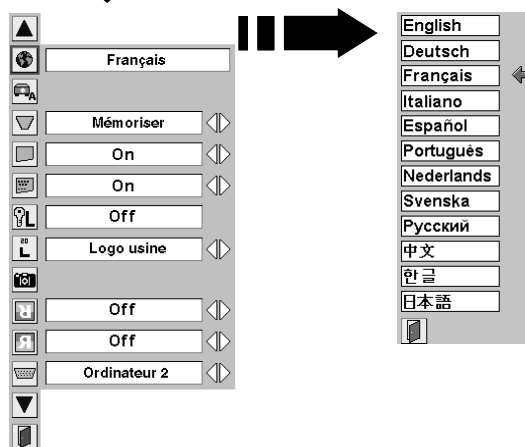 Français
Mémoriser
On
On
Off
Logo usine
Off
Off
Ordinateur 2
English
Deutsch
Français
Italiano
Español
Português
Nederlands
Svenska
Русский
中文
한글
日本語